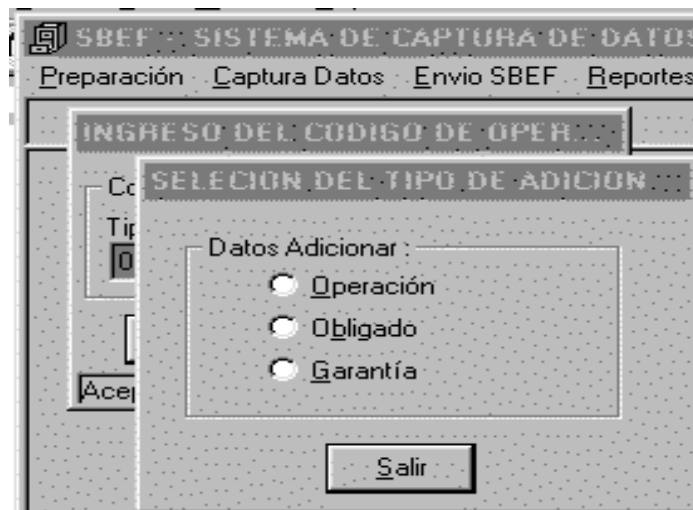 SBEF - SISTEMA DE CAPTURA DE DATOS
Preparación Captura Datos Envio SBEF Reportes
INGRESO DEL CODIGO DE OPER...
SELECION DEL TIPO DE ADICION
Datos Adicionar :
Operación
Obligado
Garantía
Salir